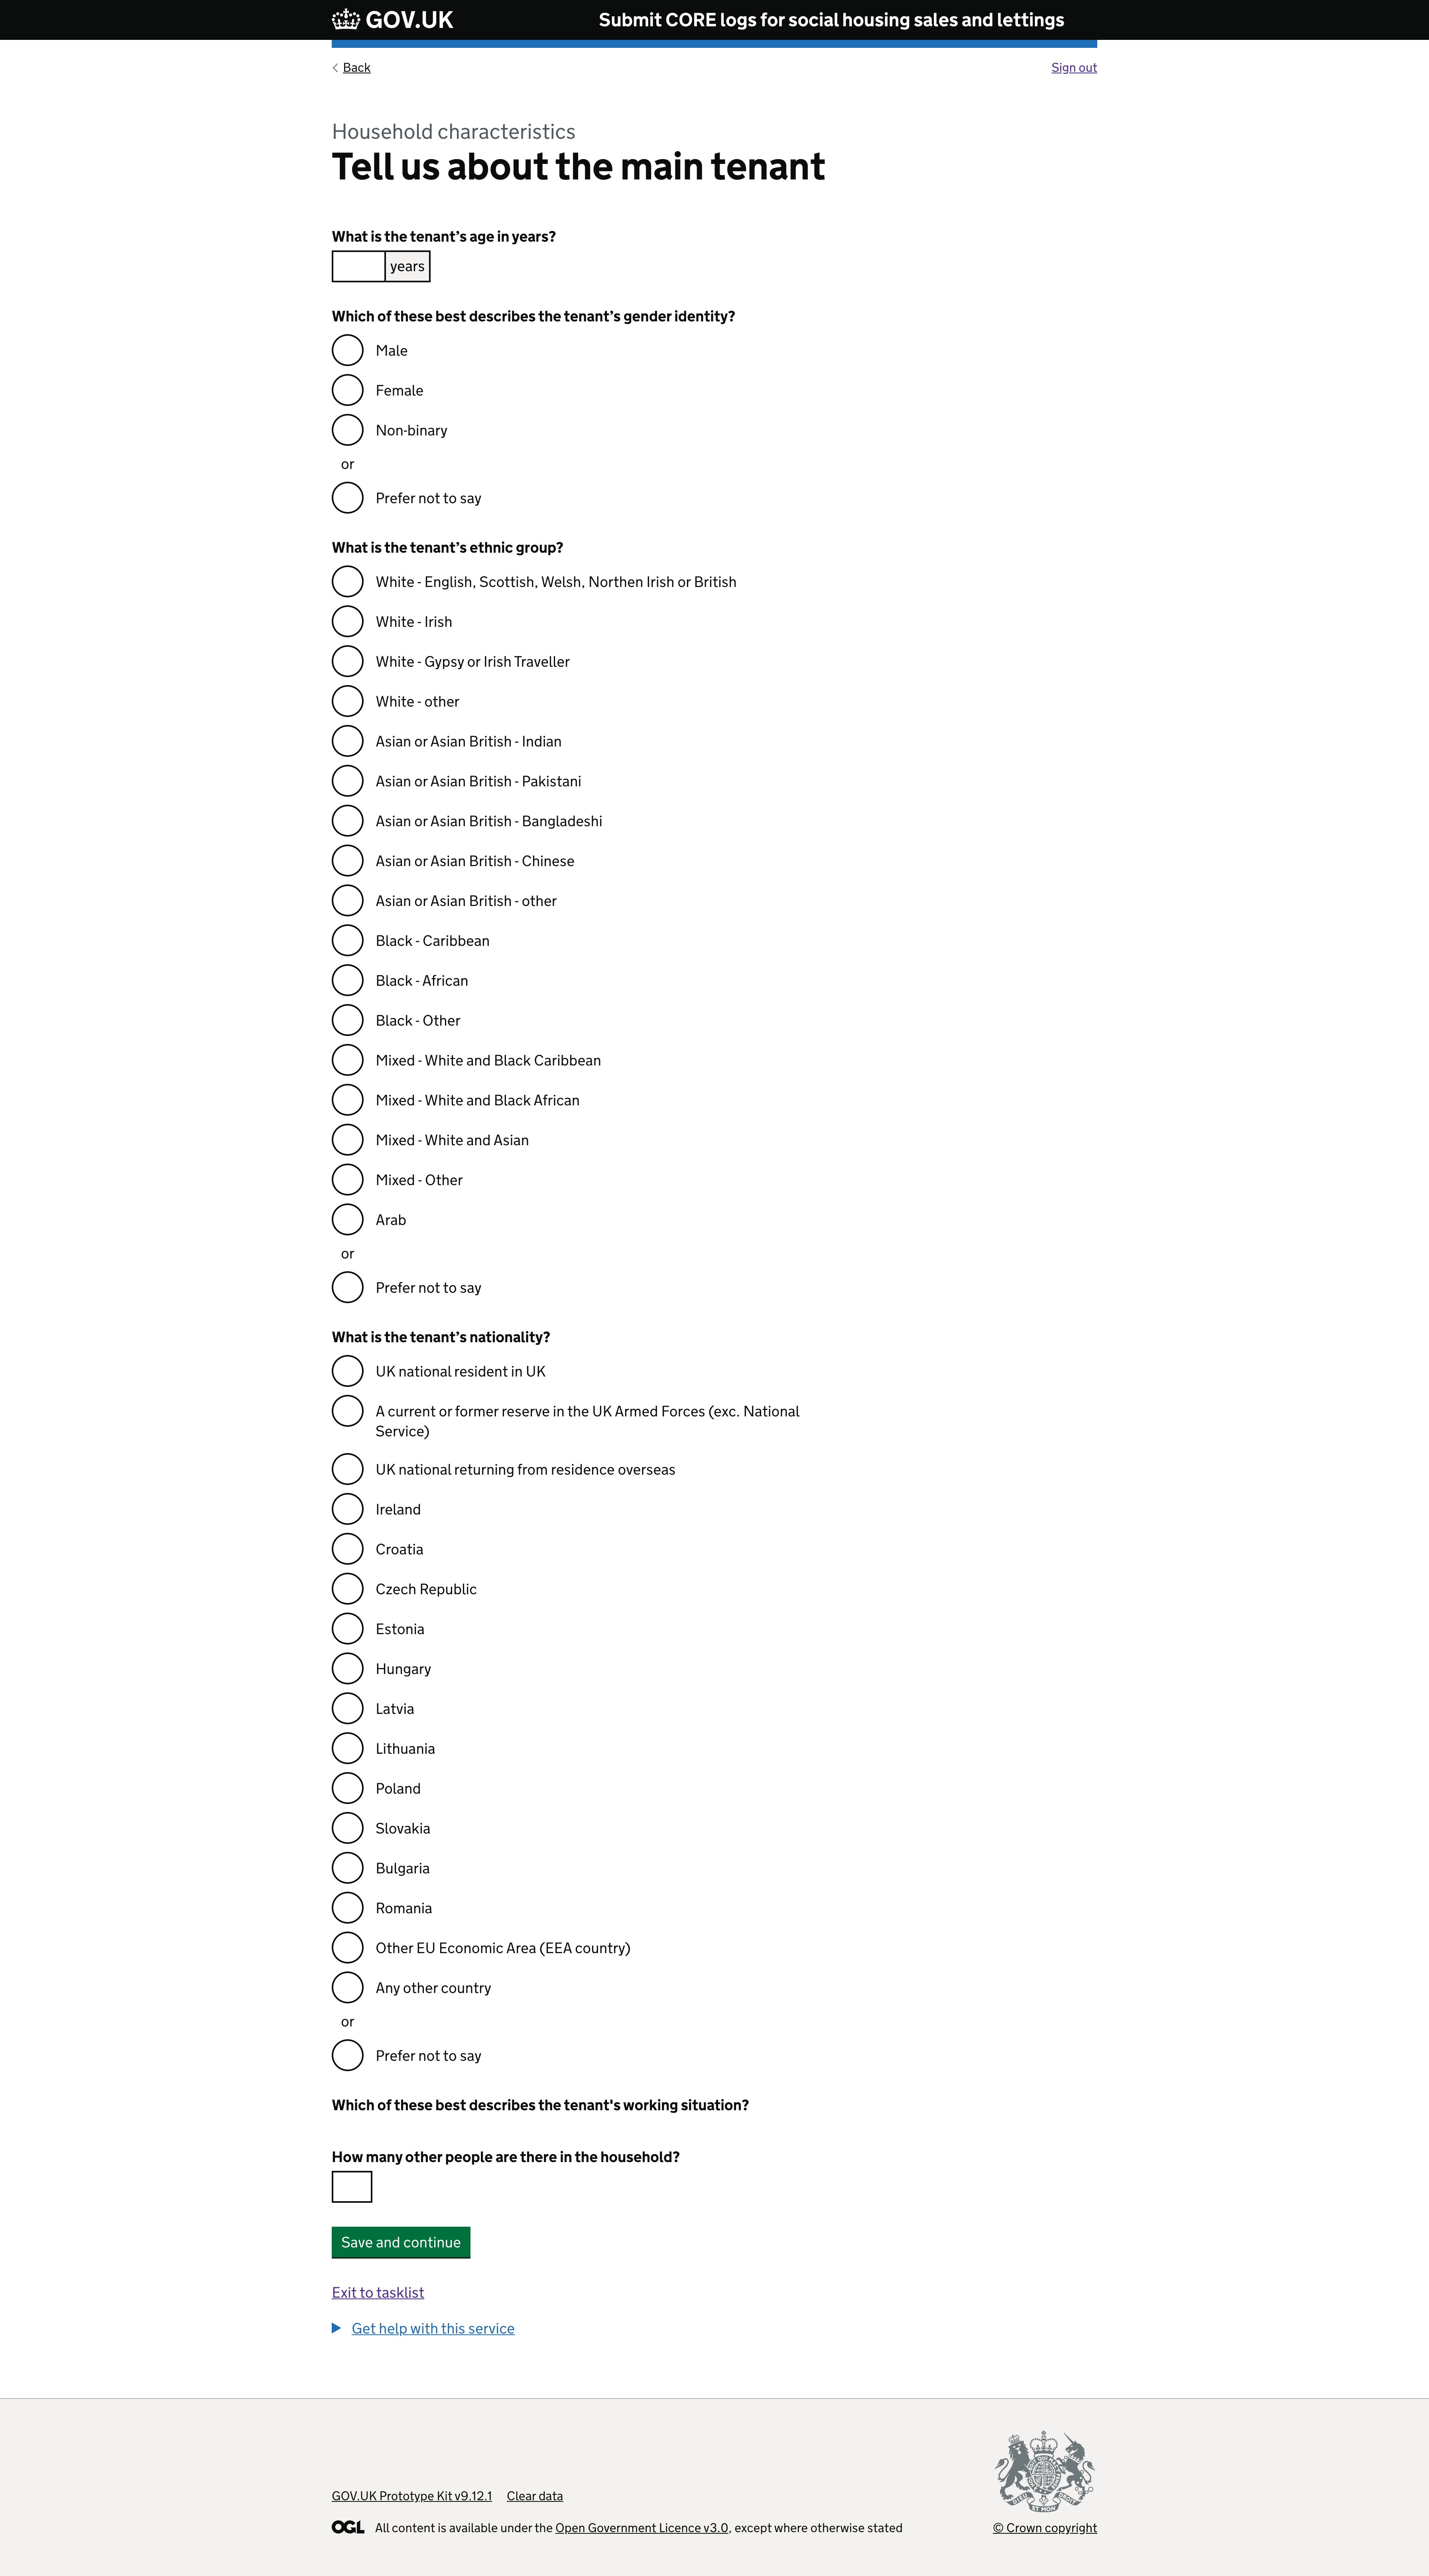 GOV.UK
Submit CORE logs for social housing sales and lettings
Back
Sign out
Household characteristics
Tell us about the main tenant
What is the tenant’s age in years?
years
Which of these best describes the tenant’s gender identity?
Male
Female
Non-binary
or
Prefer not to say
What is the tenant’s ethnic group?
White - English, Scottish, Welsh, Northen Irish or British
White - Irish
White - Gypsy or Irish Traveller
White - other
Asian or Asian British - Indian
Asian or Asian British - Pakistani
Asian or Asian British - Bangladeshi
Asian or Asian British - Chinese
Asian or Asian British - other
Black - Caribbean
Black - African
Black - Other
Mixed - White and Black Caribbean
Mixed - White and Black African
Mixed - White and Asian
Mixed - Other
Arab
or
Prefer not to say
What is the tenant’s nationality?
UK national resident in UK
A current or former reserve in the UK Armed Forces (exc. National
Service)
UK national returning from residence overseas
Ireland
Croatia
Czech Republic
Estonia
Hungary
Latvia
Lithuania
Poland
Slovakia
Bulgaria
Romania
Other EU Economic Area (EEA country)
Any other country
or
Prefer not to say
Which of these best describes the tenant's working situation?
How many other people are there in the household?
Save and continue
Exit to tasklist
Get help with this service
GOV.UK Prototype Kit v9.12.1 Clear data
OGL All content is available under the Open Government Licence v3.0, except where otherwise stated
© Crown copyright